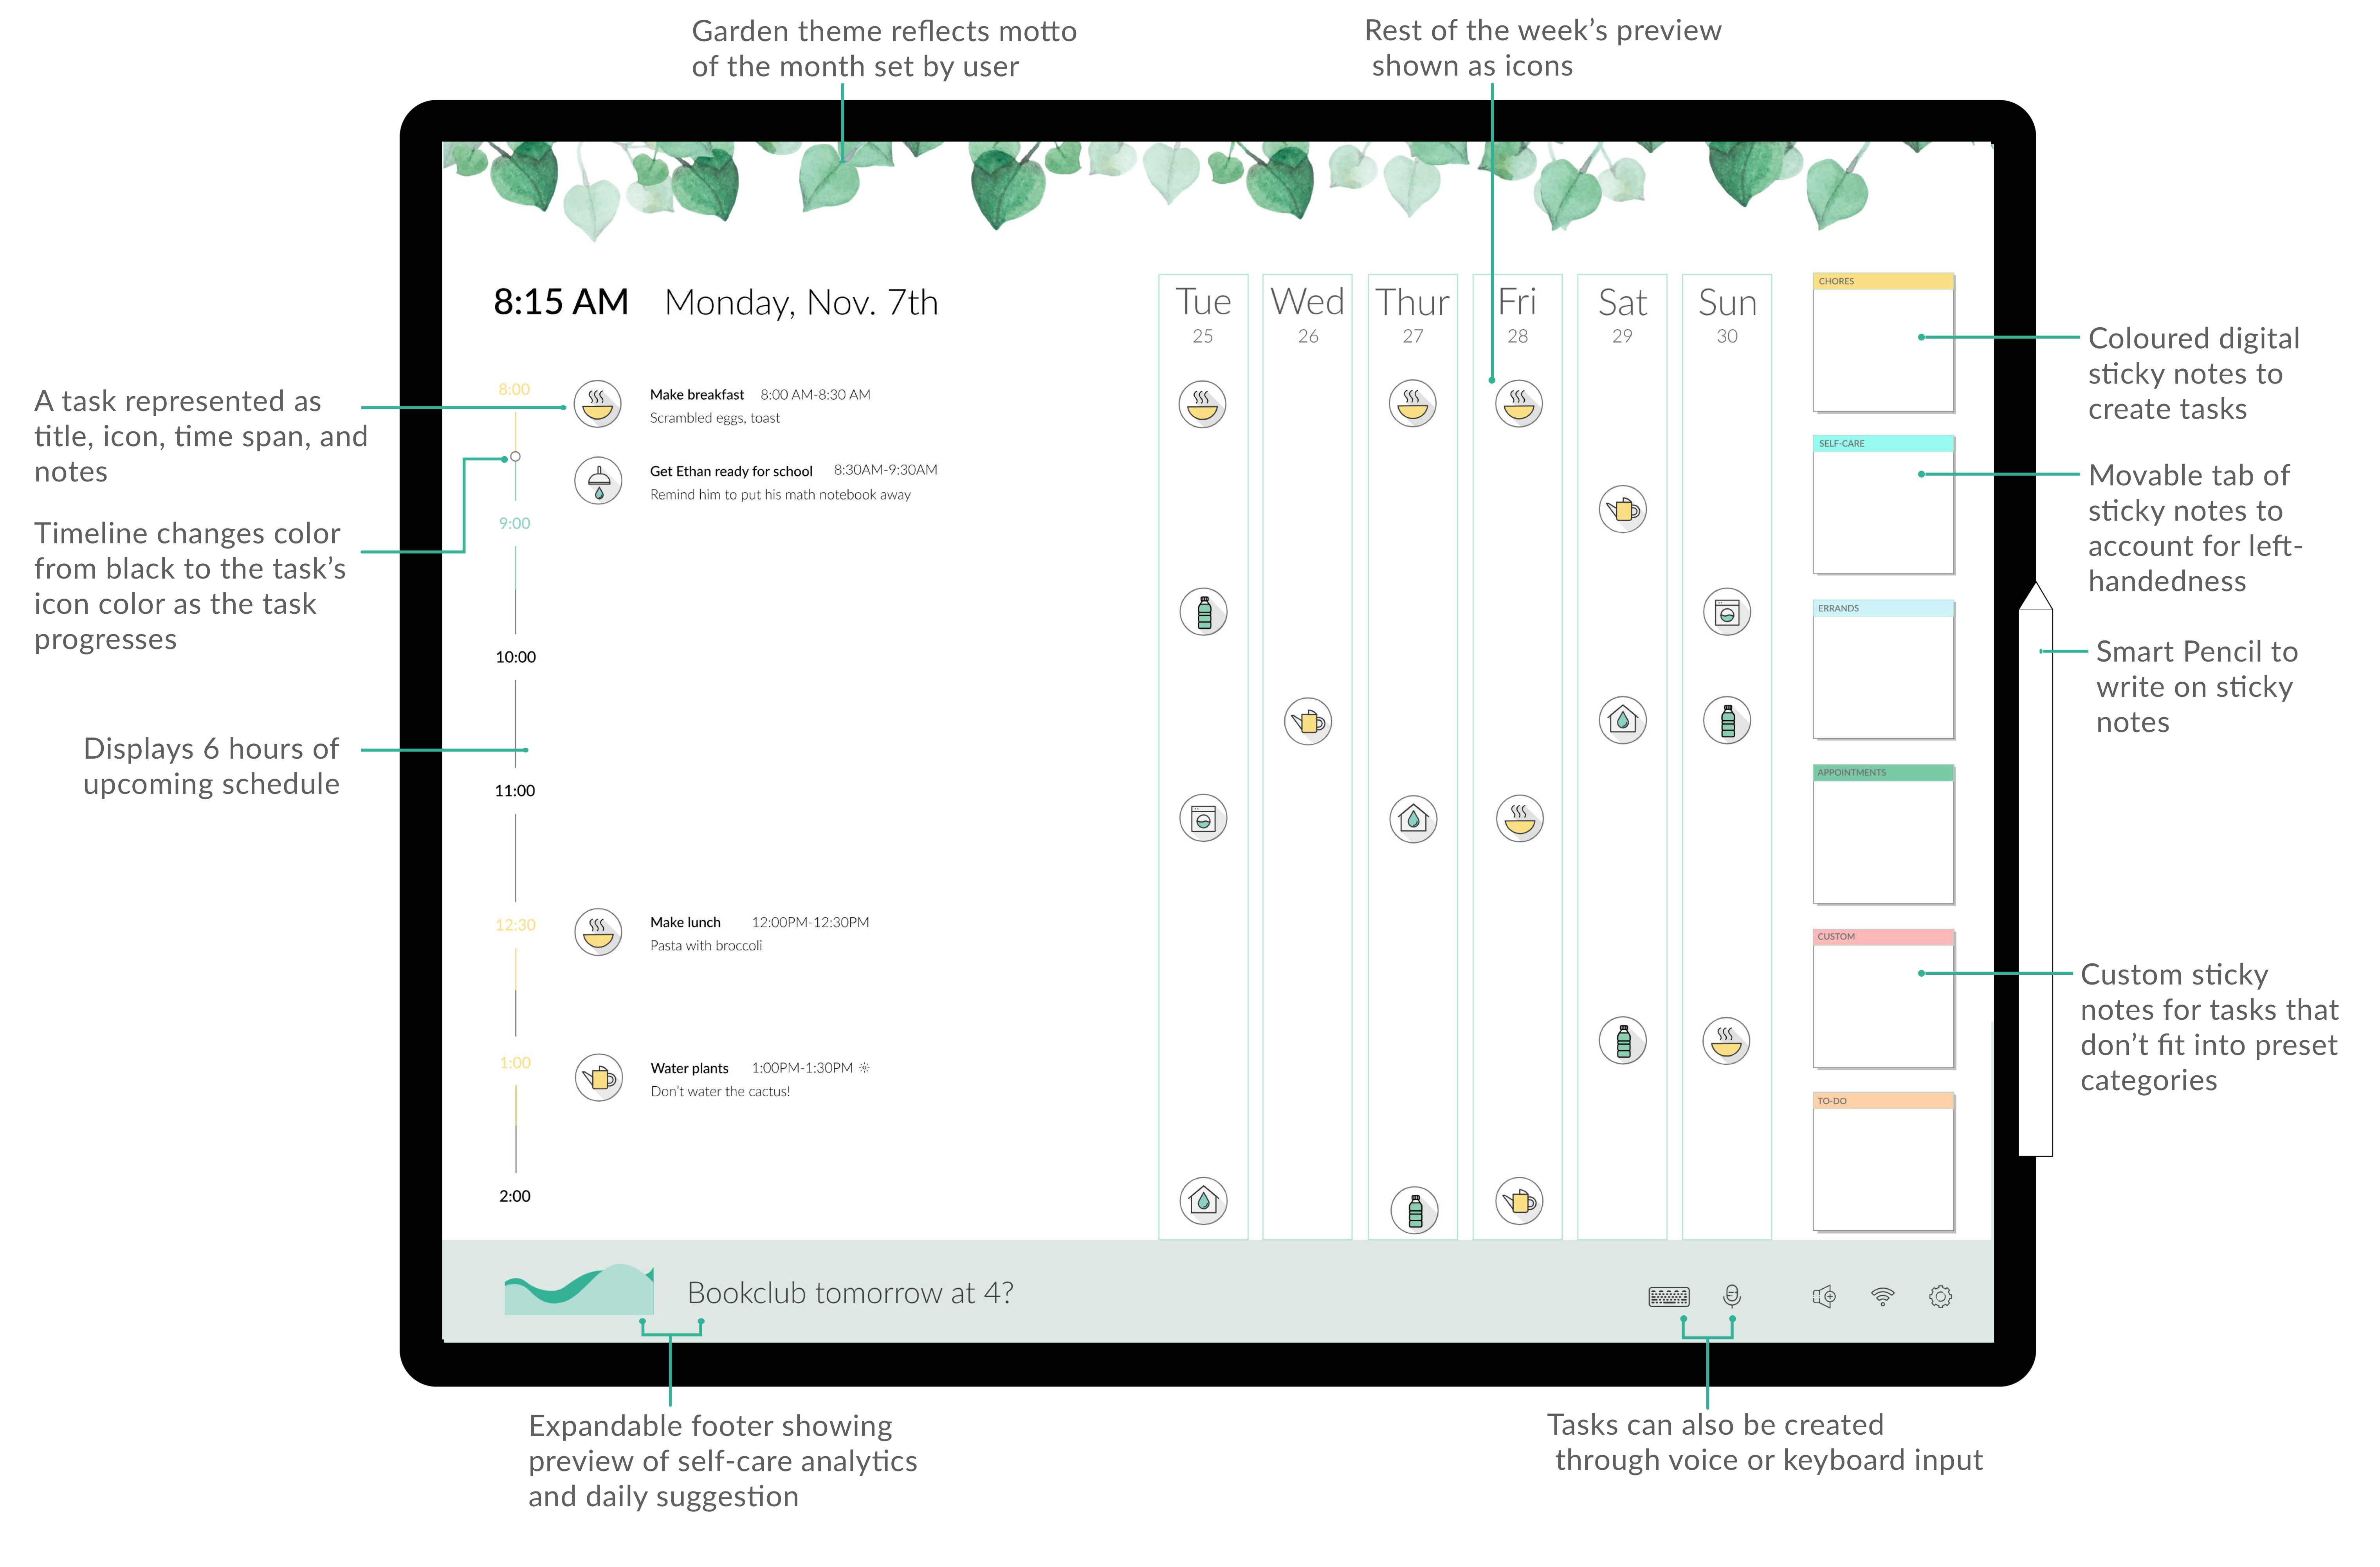 Garden theme reflects motto
of the month set by user
Rest of the week's preview
shown as icons
8:15 AM Monday, Nov. 7th
Tue
25
Wed
26
Thur
27
Fri
28
Sat
29
Sun
30
A task represented as
title, icon, time span, and
notes
Timeline changes color
from black to the task's
icon color as the task
progresses
Displays 6 hours of
upcoming schedule
8:00
Make breakfast 8:00 AM-8:30 AM
Scrambled eggs, toast
Get Ethan ready for school 8:30AM-9:30AM
Remind him to put his math notebook away
9:00
10:00
11:00
12:30
Make lunch 12:00PM-12:30PM
Pasta with broccoli
1:00
Water plants 1:00PM-1:30PM
Don't water the cactus!
2:00
CHORES
SELF-CARE
ERRANDS
APPOINTMENTS
CUSTOM
TO-DO
Coloured digital
sticky notes to
create tasks
Movable tab of
sticky notes to
account for left-
handedness
Smart Pencil to
write on sticky
notes
Custom sticky
notes for tasks that
don't fit into preset
categories
Bookclub tomorrow at 4?
Expandable footer showing
preview of self-care analytics
and daily suggestion
Tasks can also be created
through voice or keyboard input